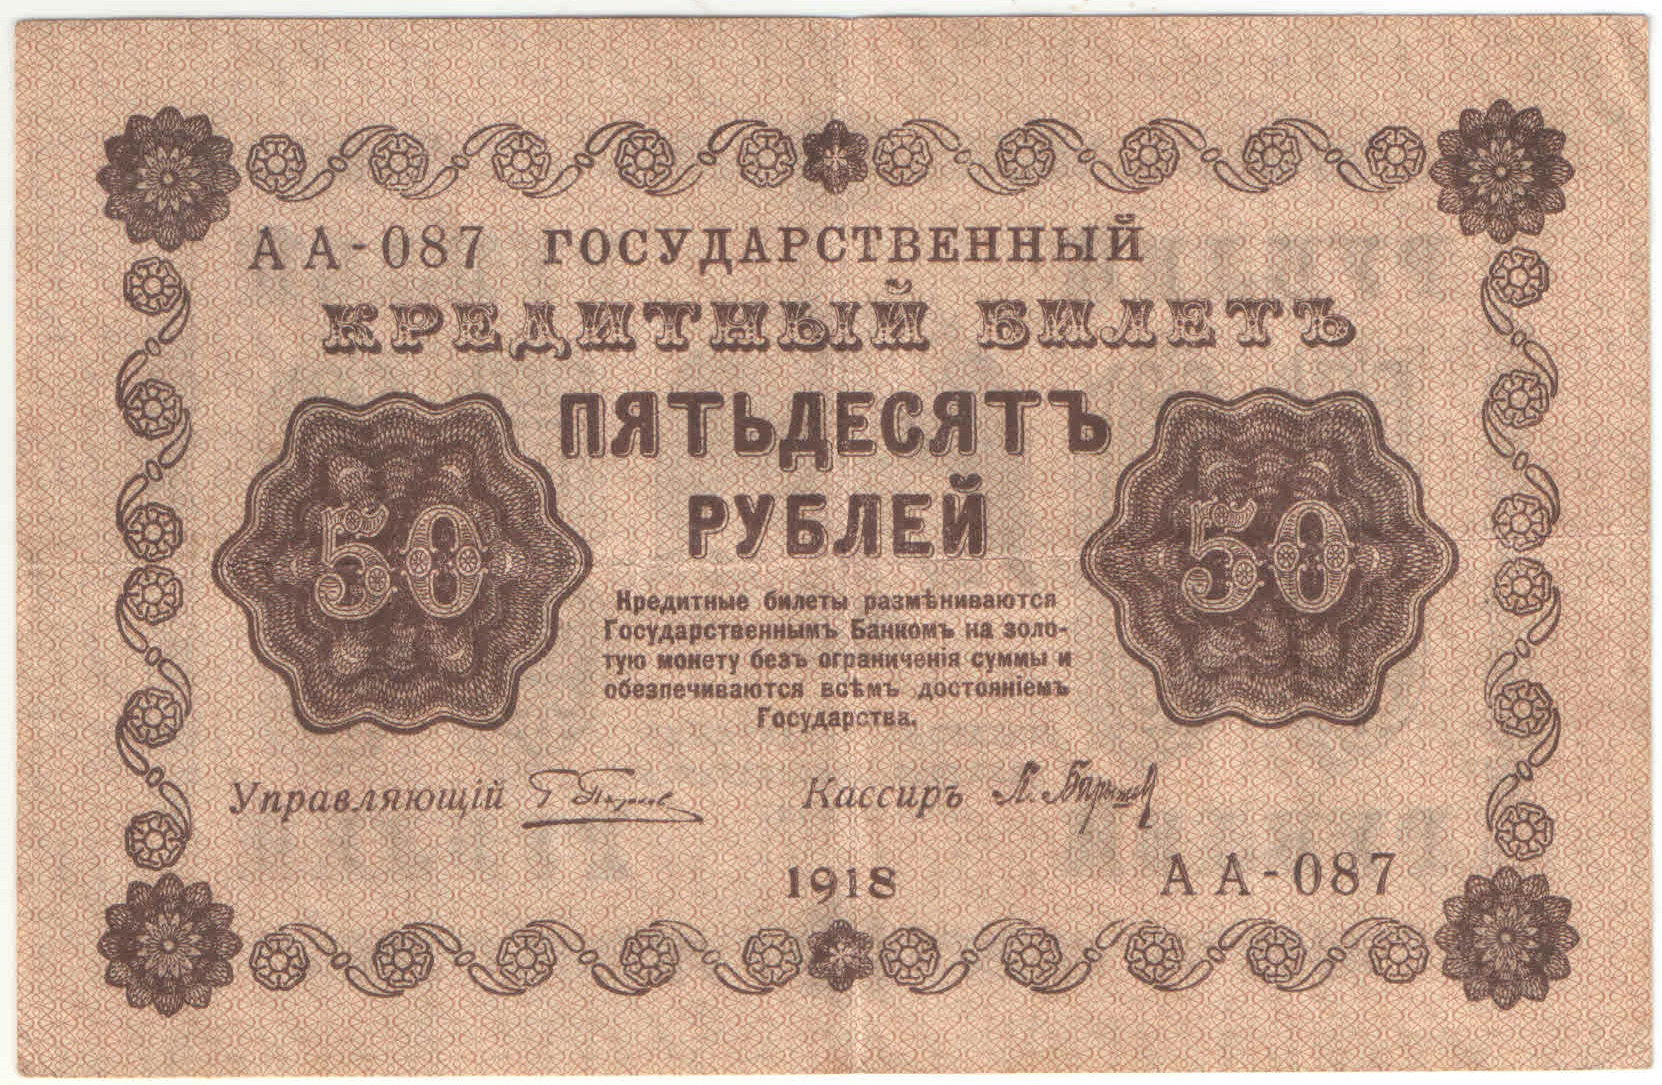 АА-087 ГОСУДАРСТВЕННЫЙ
КРЕДИТНЫЙ БИЛЕТЪ
ПЯТЬДЕСЯТЪ
РУБЛЕЙ
50 50
Кредитные билеты размѣниваются
Государственнымъ Банкомъ на золо-
тую монету безъ ограниченія суммы и
обезпечиваются всѣмъ достояніемъ
Государства.
Управляющій Кассиръ
1918 АА-087